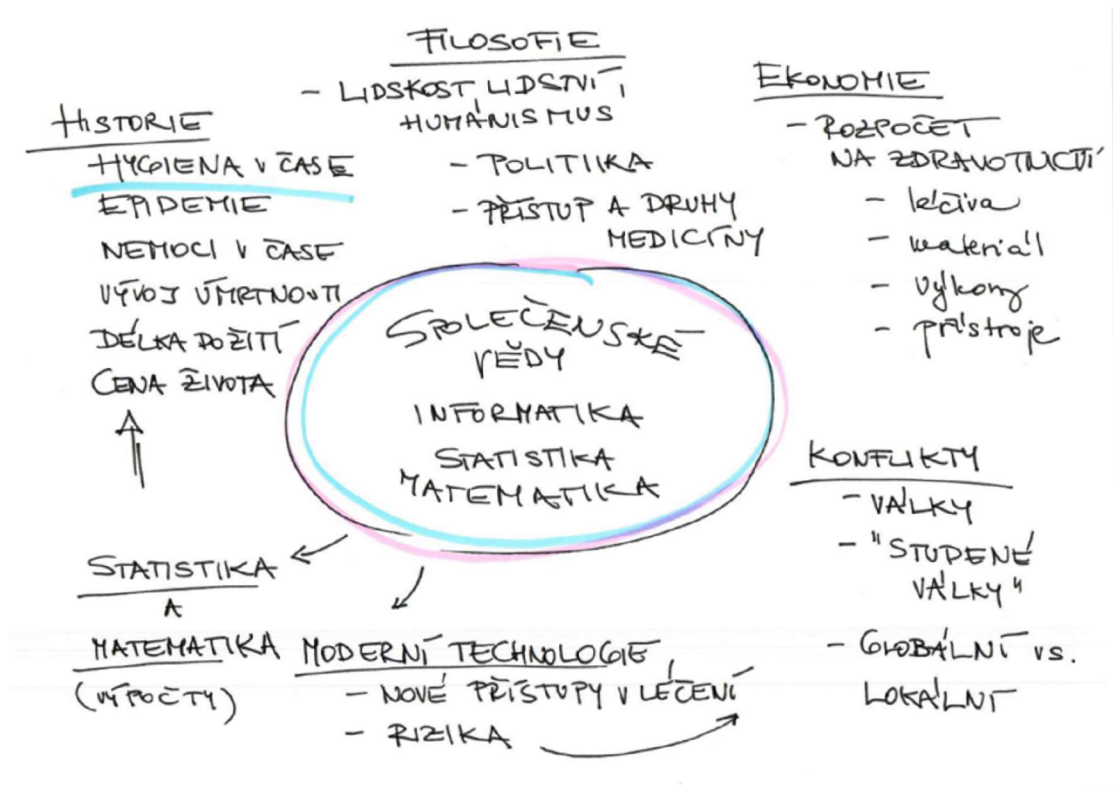 FILOSOFIE
- LIDSKOST LIDSTVÍ,
HUMÁNISMUS
- POLITIIKA
- PŘÍSTUP A DRUHY
MEDICÍNY
EKONOMIE
- ROZPOČET
NA ZDRAVOTNICTVÍ
- léčiva
- materiál
- výkony
- přístroje
HISTORIE
HYGIENA V ČASE
EPIDEMIE
NEMOCI V ČASE
VÝVOJ ÚMRTNOSTI
DÉLKA DOŽITÍ
CENA ŽIVOTA
SPOLEČENSKÉ
VĚDY
INFORMATIKA
STATISTIKA
MATEMATIKA
KONFLIKTY
- VÁLKY
- "STUDENÉ
VÁLKY"
- GLOBÁLNÍ vs.
LOKÁLNÍ
STATISTIKA
A
MATEMATIKA
(VÝPOČTY)
MODERNÍ TECHNOLOGIE
- NOVÉ PŘÍSTUPY V LÉČENÍ
- RIZIKA